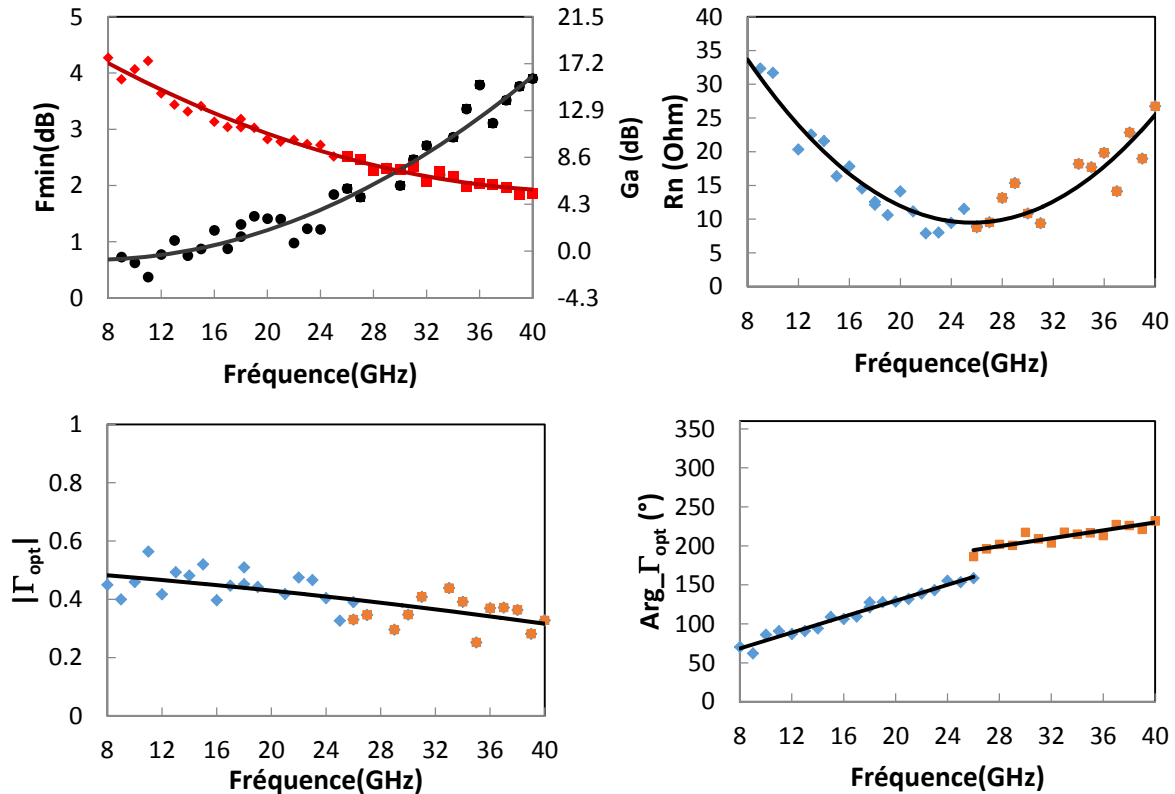 5
4
3
2
1
0
Fmin(dB)
21.5
17.2
12.9
8.6
4.3
0.0
-4.3
Ga (dB)
8 12 16 20 24 28 32 36 40
Fréquence(GHz)
40
35
30
25
20
15
10
5
0
Rn (Ohm)
8 12 16 20 24 28 32 36 40
Fréquence(GHz)
1
0.8
0.6
0.4
0.2
0
|Γopt|
8 12 16 20 24 28 32 36 40
Fréquence(GHz)
350
300
250
200
150
100
50
0
Arg_Γopt (°)
8 12 16 20 24 28 32 36 40
Fréquence(GHz)